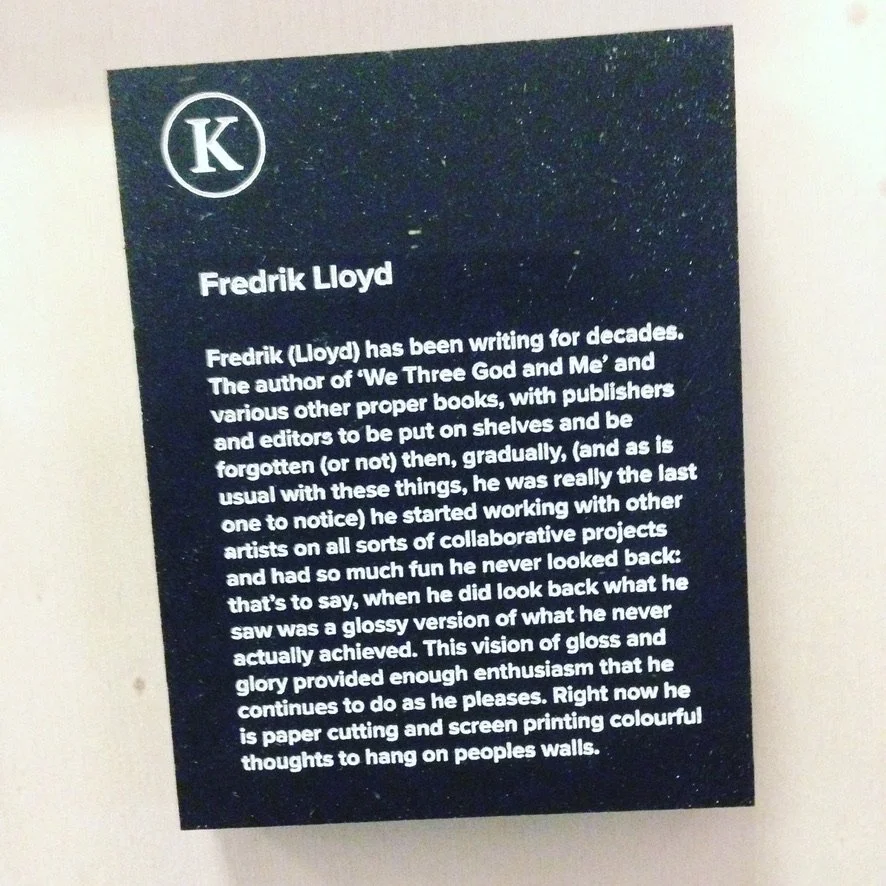 K
Fredrik Lloyd
Fredrik (Lloyd) has been writing for decades.
The author of ‘We Three God and Me’ and
various other proper books, with publishers
and editors to be put on shelves and be
forgotten (or not) then, gradually, (and as is
usual with these things, he was really the last
one to notice) he started working with other
artists on all sorts of collaborative projects
and had so much fun he never looked back:
that’s to say, when he did look back what he
saw was a glossy version of what he never
actually achieved. This vision of gloss and
glory provided enough enthusiasm that he
continues to do as he pleases. Right now he
is paper cutting and screen printing colourful
thoughts to hang on peoples walls.